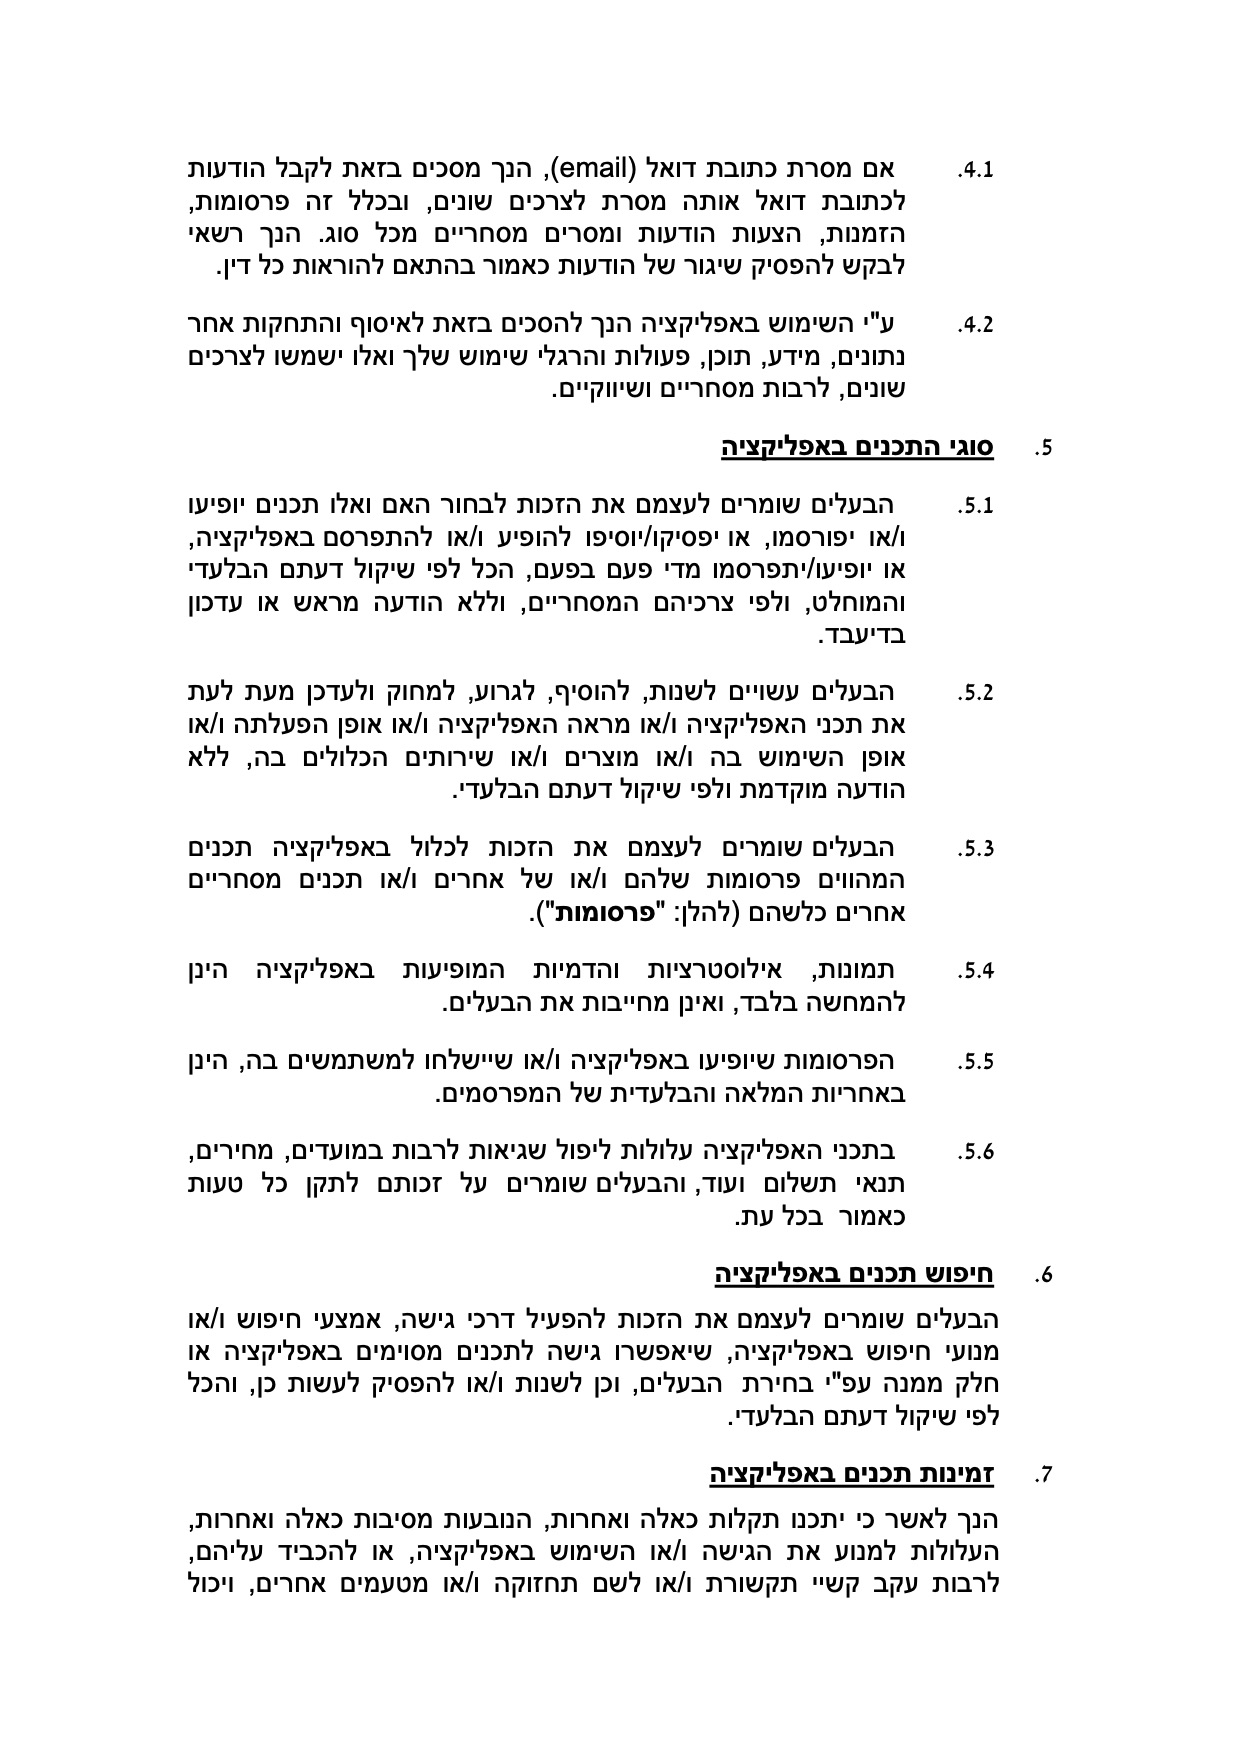 4.1. אם מסרת כתובת דואל (email), הנך מסכים בזאת לקבל הודעות
לכתובת דואל אותה מסרת לצרכים שונים, ובכלל זה פרסומות,
הזמנות, הצעות הודעות ומסרים מסחריים מכל סוג. הנך רשאי
לבקש להפסיק שיגור של הודעות כאמור בהתאם להוראות כל דין.
4.2. ע"י השימוש באפליקציה הנך להסכים בזאת לאיסוף והתחקות אחר
נתונים, מידע, תוכן, פעולות והרגלי שימוש שלך ואלו ישמשו לצרכים
שונים, לרבות מסחריים ושיווקיים.
5. סוגי התכנים באפליקציה
5.1. הבעלים שומרים לעצמם את הזכות לבחור האם ואלו תכנים יופיעו
ו/או יפורסמו, או יפסיקו/יוסיפו להופיע ו/או להתפרסם באפליקציה,
או יופיעו/יתפרסמו מדי פעם בפעם, הכל לפי שיקול דעתם הבלעדי
והמוחלט, ולפי צרכיהם המסחריים, וללא הודעה מראש או עדכון
בדיעבד.
5.2. הבעלים עשויים לשנות, להוסיף, לגרוע, למחוק ולעדכן מעת לעת
את תכני האפליקציה ו/או מראה האפליקציה ו/או אופן הפעלתה ו/או
אופן השימוש בה ו/או מוצרים ו/או שירותים הכלולים בה, ללא
הודעה מוקדמת ולפי שיקול דעתם הבלעדי.
5.3. הבעלים שומרים לעצמם את הזכות לכלול באפליקציה תכנים
המהווים פרסומות שלהם ו/או של אחרים ו/או תכנים מסחריים
אחרים כלשהם (להלן: "פרסומות").
5.4. תמונות, אילוסטרציות והדמיות המופיעות באפליקציה הינן
להמחשה בלבד, ואינן מחייבות את הבעלים.
5.5. הפרסומות שיופיעו באפליקציה ו/או שיישלחו למשתמשים בה, הינן
באחריות המלאה והבלעדית של המפרסמים.
5.6. בתכני האפליקציה עלולות ליפול שגיאות לרבות במועדים, מחירים,
תנאי תשלום ועוד, והבעלים שומרים על זכותם לתקן כל טעות
כאמור בכל עת.
6. חיפוש תכנים באפליקציה
הבעלים שומרים לעצמם את הזכות להפעיל דרכי גישה, אמצעי חיפוש ו/או
מנועי חיפוש באפליקציה, שיאפשרו גישה לתכנים מסוימים באפליקציה או
חלק ממנה עפ"י בחירת הבעלים, וכן לשנות ו/או להפסיק לעשות כן, והכל
לפי שיקול דעתם הבלעדי.
7. זמינות תכנים באפליקציה
הנך לאשר כי יתכנו תקלות כאלה ואחרות, הנובעות מסיבות כאלה ואחרות,
העלולות למנוע את הגישה ו/או השימוש באפליקציה, או להכביד עליהם,
לרבות עקב קשיי תקשורת ו/או לשם תחזוקה ו/או מטעמים אחרים, ויכול